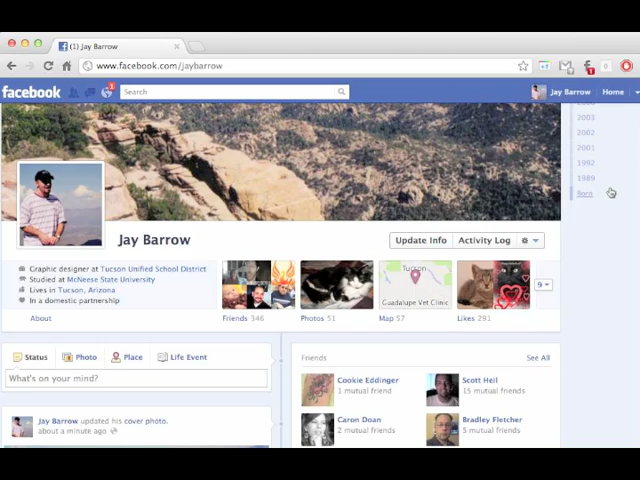 (1) Jay Barrow
www.facebook.com/jaybarrow
facebook
Search
Jay Barrow Home
2003
2002
2001
1992
1989
Born
Jay Barrow
Update Info
Activity Log
Graphic designer at Tucson Unified School District
Studied at McNeese State University
Lives in Tucson, Arizona
In a domestic partnership
About
Friends 346
Photos 51
Tucson
Guadalupe Vet Clinic
Map 57
Likes 291
9
Status Photo Place Life Event
What's on your mind?
Jay Barrow updated his cover photo.
about a minute ago
Friends See All
Cookie Eddinger
1 mutual friend
Scott Heil
15 mutual friends
Caron Doan
2 mutual friends
Bradley Fletcher
5 mutual friends